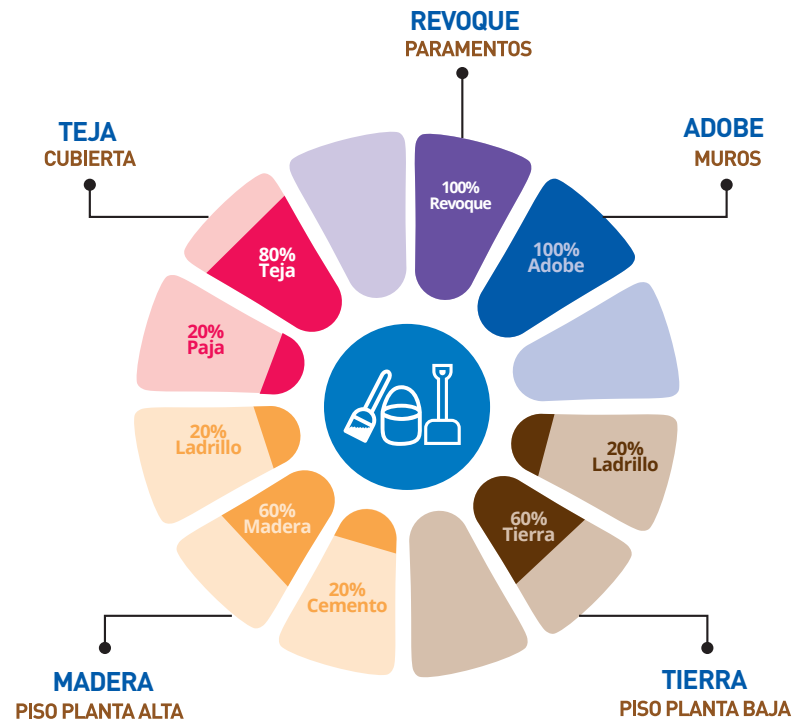 REVOQUE
PARAMENTOS
TEJA
CUBIERTA
ADOBE
MUROS
100%
Revoque
100%
Adobe
80%
Teja
20%
Paja
20%
Ladrillo
20%
Ladrillo
60%
Madera
60%
Tierra
20%
Cemento
MADERA
PISO PLANTA ALTA
TIERRA
PISO PLANTA BAJA